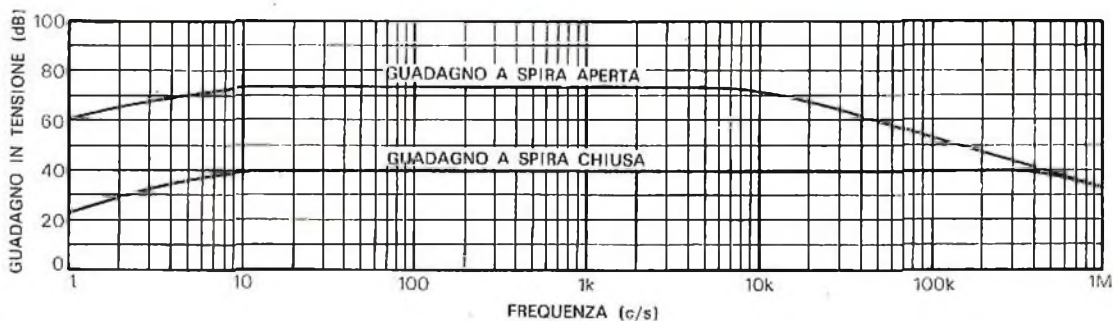 GUADAGNO IN TENSIONE (dB)
100
80
60
40
20
0
GUADAGNO A SPIRA APERTA
GUADAGNO A SPIRA CHIUSA
1 10 100 1k 10k 100k 1M
FREQUENZA (c/s)